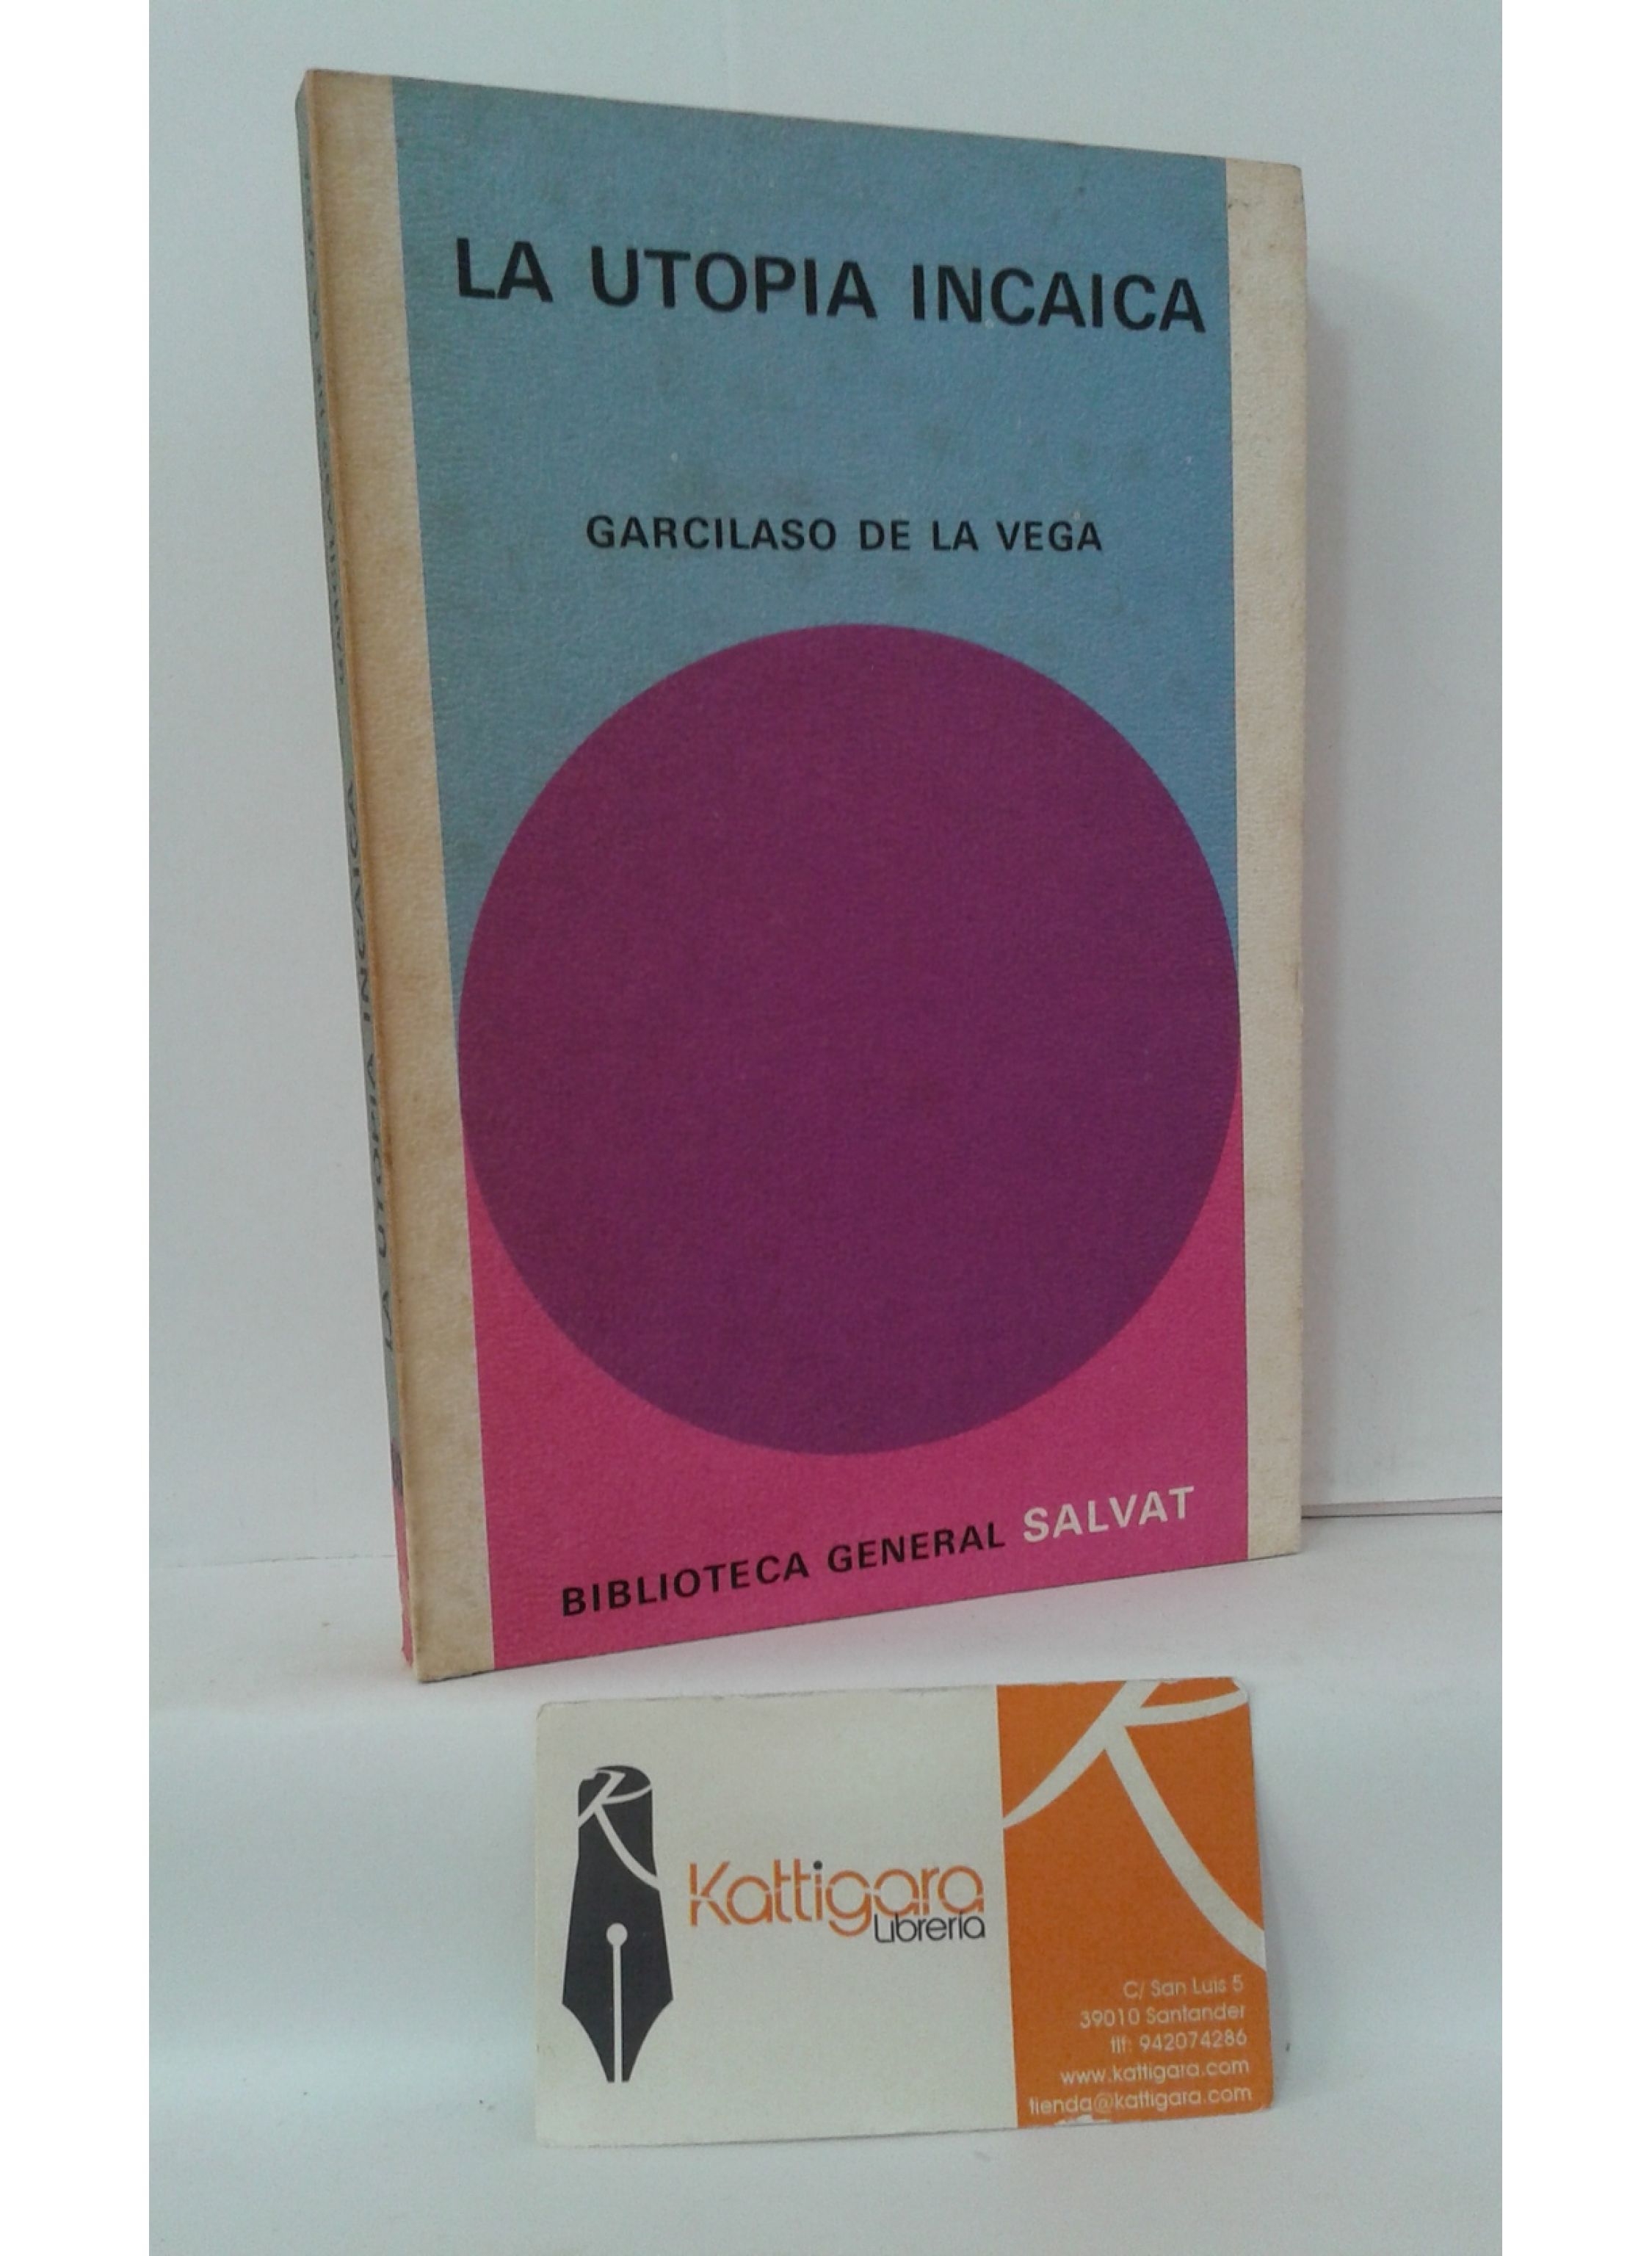 LA UTOPIA INCAICA
GARCILASO DE LA VEGA
BIBLIOTECA GENERAL SALVAT
LA UTOPIA INCAICA
Kattigara
Librería
C/ San Luis 5
39010 Santander
tlf: 942074286
www.kattigara.com
tienda@kattigara.com